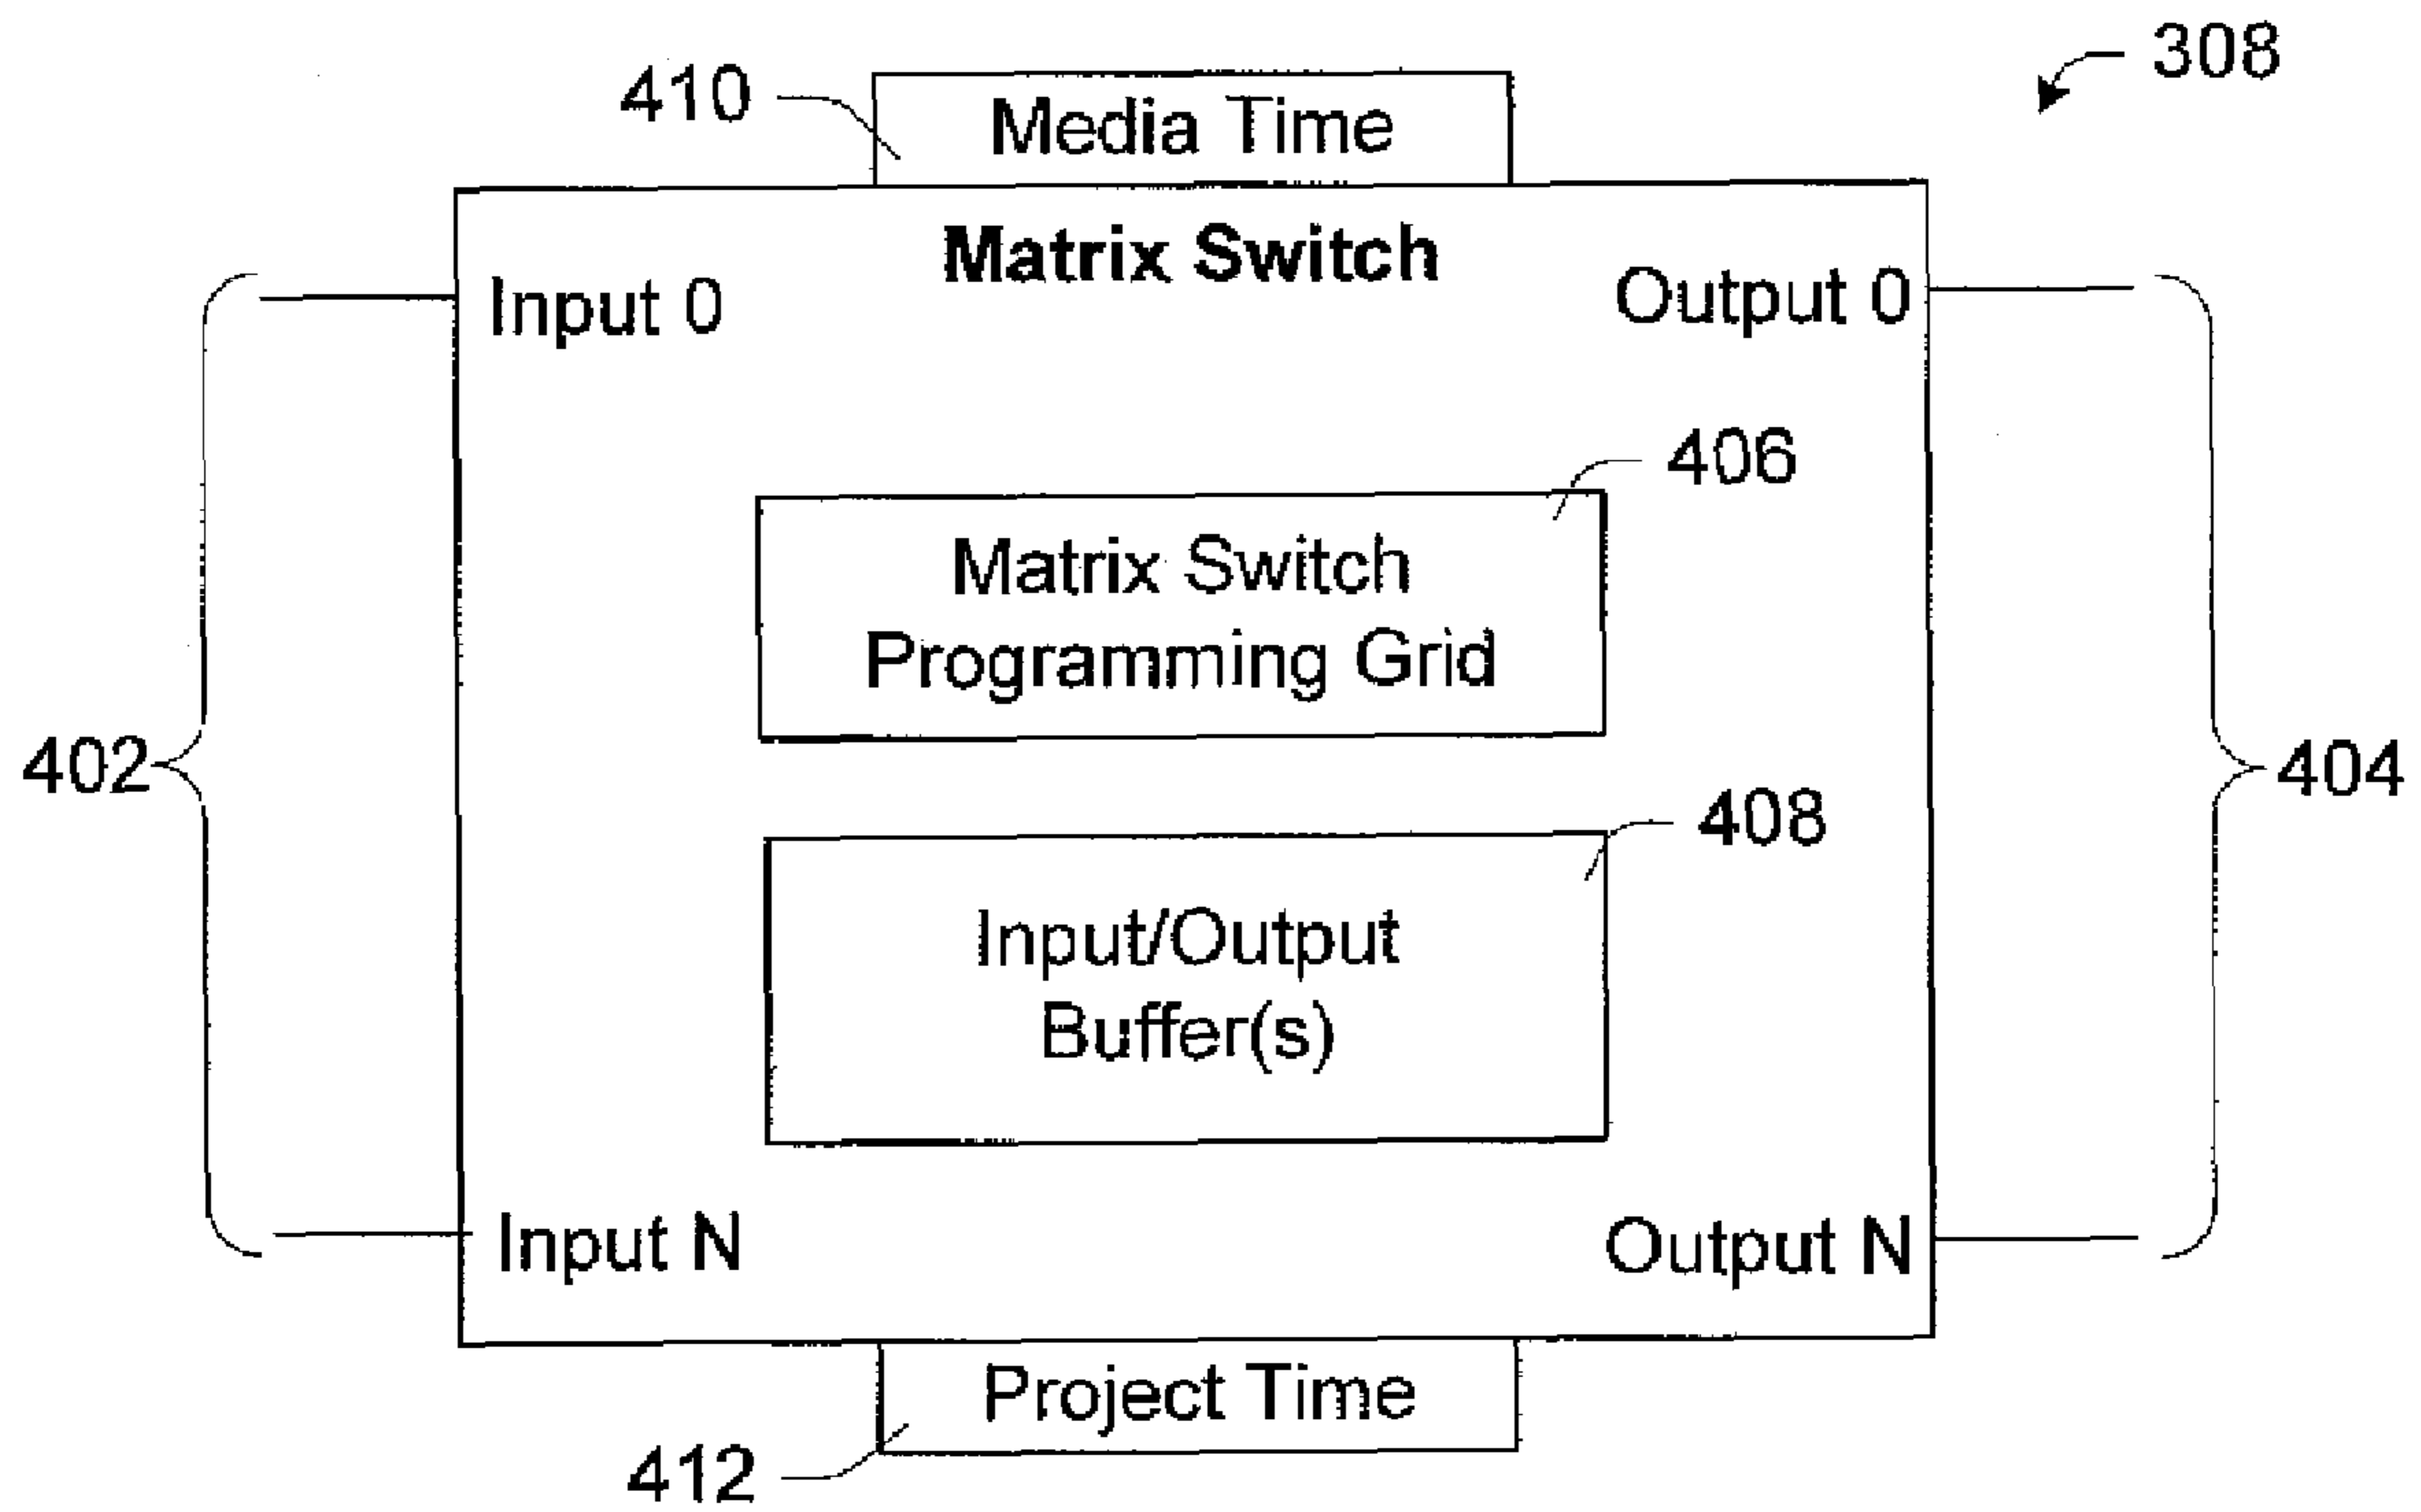 308
410
Media Time
Matrix Switch
Input 0
Output 0
406
Matrix Switch
Programming Grid
402
404
408
Input/Output
Buffer(s)
Input N
Output N
Project Time
412